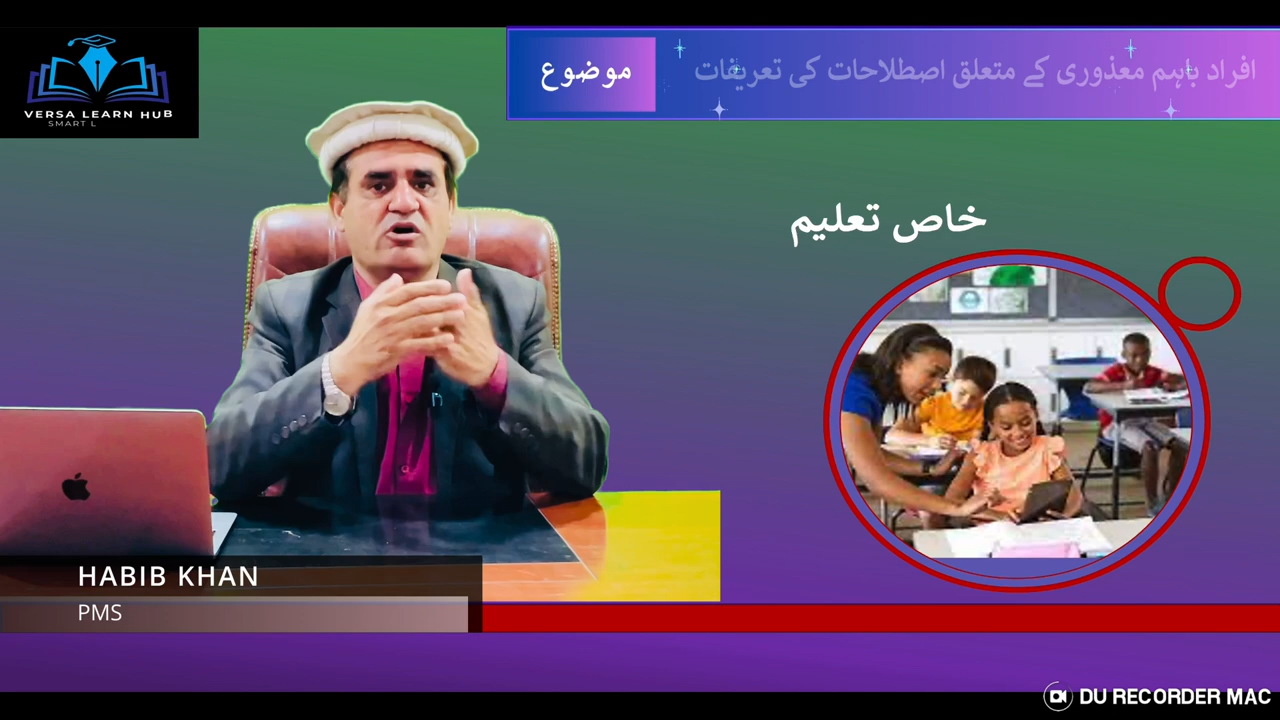 VERSA LEARN HUB
SMART L
موضوع
افراد باہم معذوری کے متعلق اصطلاحات کی تعریفات
خاص تعلیم
HABIB KHAN
PMS
DU RECORDER MAC